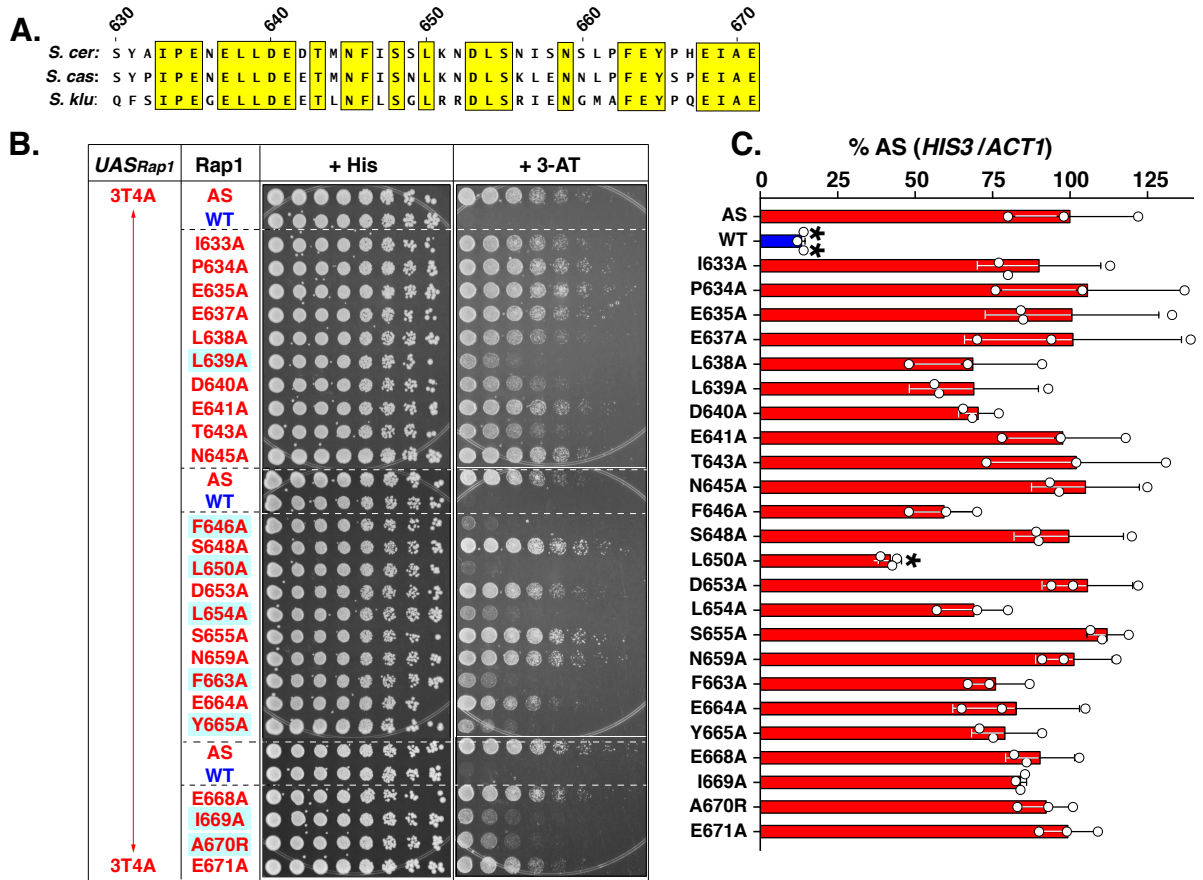 A.
630 640 650 660 670
S. cer: S Y A I P E N E L L D E D T M N F I S S L K N D L S N I S N S L P F E Y P H E I A E
S. cas: S Y P I P E N E L L D E E T M N F I S N L K N D L S K L E N N L P F E Y S P E I A E
S. klu: Q F S I P E G E L L D E E T L N F L S G L R R D L S R I E N G M A F E Y P Q E I A E
B.
UASRap1 Rap1 + His + 3-AT
3T4A AS
WT
I633A
P634A
E635A
E637A
L638A
L639A
D640A
E641A
T643A
N645A
AS
WT
F646A
S648A
L650A
D653A
L654A
S655A
N659A
F663A
E664A
Y665A
AS
WT
E668A
I669A
A670R
3T4A E671A
C.
% AS (HIS3 /ACT1)
0 25 50 75 100 125
AS
WT * *
I633A
P634A
E635A
E637A
L638A
L639A
D640A
E641A
T643A
N645A
F646A
S648A
L650A *
D653A
L654A
S655A
N659A
F663A
E664A
Y665A
E668A
I669A
A670R
E671A